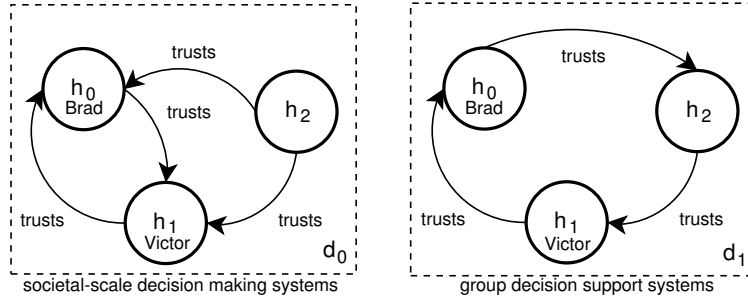 trusts
h0
Brad
trusts
h2
trusts
h1
Victor
trusts
d0
societal-scale decision making systems
h0
Brad
trusts
h2
trusts
h1
Victor
trusts
d1
group decision support systems